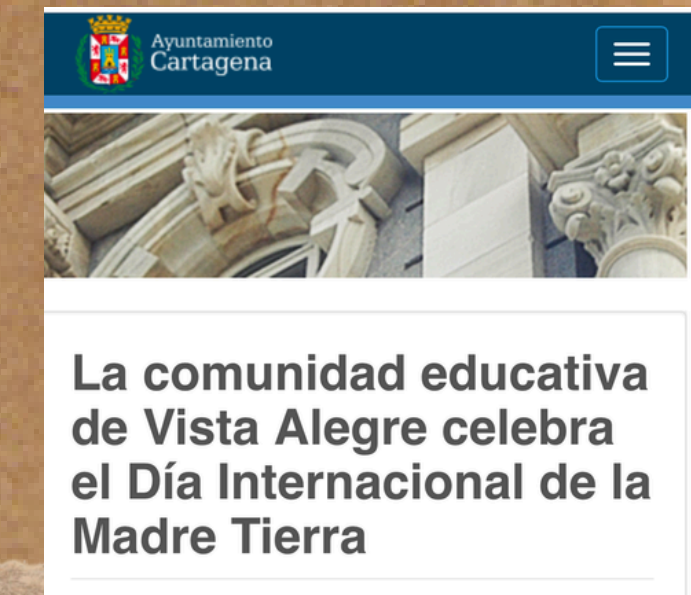 Ayuntamiento
Cartagena
La comunidad educativa
de Vista Alegre celebra
el Día Internacional de la
Madre Tierra